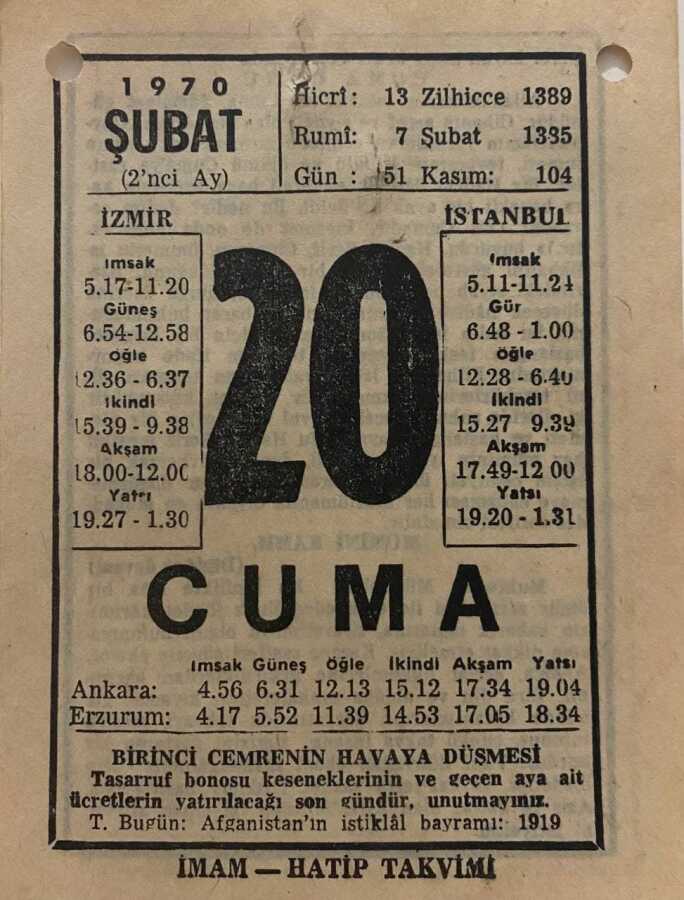 1970
ŞUBAT
(2'nci Ay)
Hicrî: 13 Zilhicce 1389
Rumî: 7 Şubat 1385
Gün : 51 Kasım: 104
İZMİR
imsak
5.17-11.20
Güneş
6.54-12.58
Öğle
12.36 - 6.37
ikindi
15.39 - 9.38
Akşam
18.00-12.00
Yatsı
19.27 - 1.30
20
İSTANBUL
imsak
5.11-11.24
Gür
6.48 - 1.00
Öğle
12.28 - 6.40
ikindi
15.27 9.39
Akşam
17.49-12 00
Yatsı
19.20 - 1.31
CUMA
imsak Güneş Öğle ikindi Akşam Yatsı
Ankara: 4.56 6.31 12.13 15.12 17.34 19.04
Erzurum: 4.17 5.52 11.39 14.53 17.05 18.34
BİRİNCİ CEMRENİN HAVAYA DÜŞMESİ
Tasarruf bonosu keseneklerinin ve geçen aya ait
ücretlerin yatırılacağı son gündür, unutmayınız.
T. Bugün: Afganistan'ın istiklâl bayramı: 1919
İMAM — HATİP TAKVİMİ